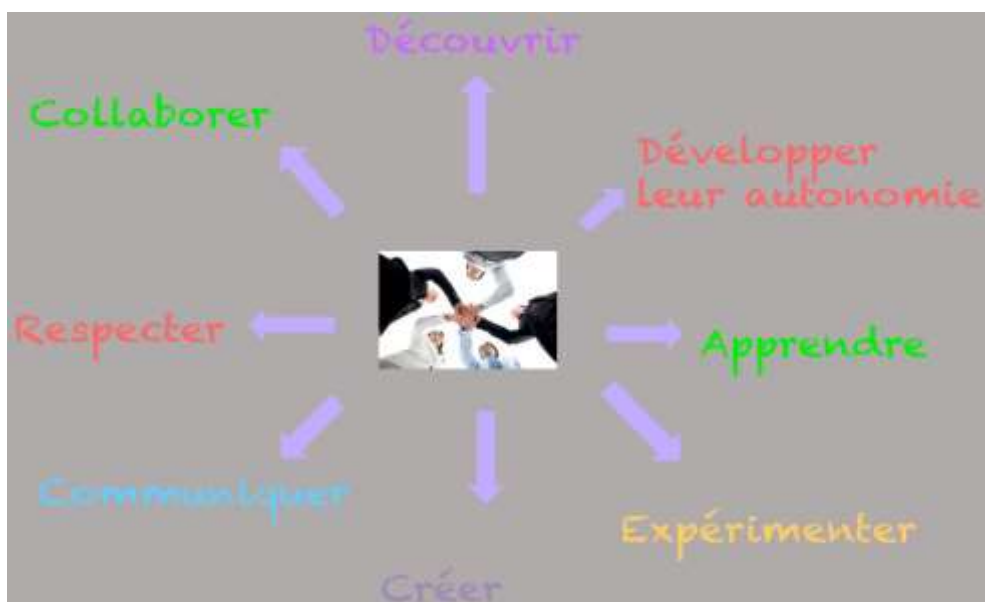 Découvrir
Collaborer
Développer
leur autonomie
Respecter
Apprendre
Communiquer
Expérimenter
Créer